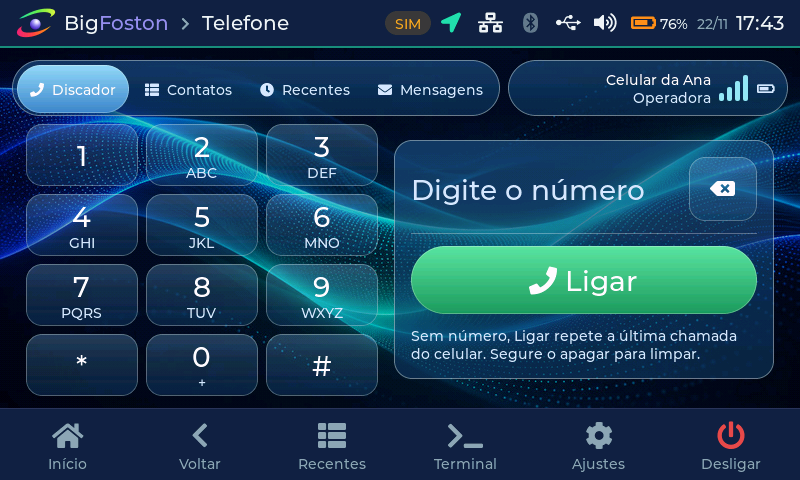 BigFoston > Telefone
SIM
76%
22/11
17:43
Discador
Contatos
Recentes
Mensagens
Celular da Ana
Operadora
1
2
ABC
3
DEF
4
GHI
5
JKL
6
MNO
7
PQRS
8
TUV
9
WXYZ
*
0
+
#
Digite o número
Ligar
Sem número, Ligar repete a última chamada
do celular. Segure o apagar para limpar.
Início
Voltar
Recentes
Terminal
Ajustes
Desligar